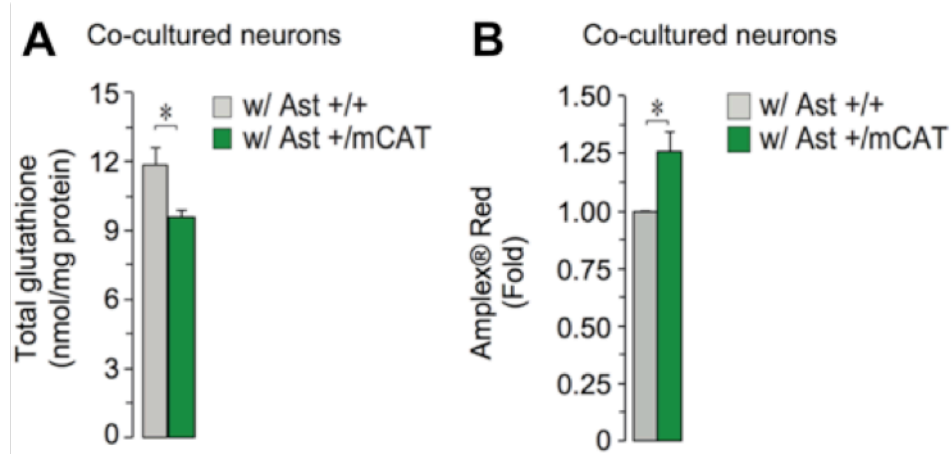 A Co-cultured neurons
15
12
9
6
3
0
Total glutathione
(nmol/mg protein)
*
w/ Ast +/+
w/ Ast +/mCAT
B Co-cultured neurons
1.50
1.25
1.00
0.75
0.50
0.25
0
Amplex® Red
(Fold)
*
w/ Ast +/+
w/ Ast +/mCAT